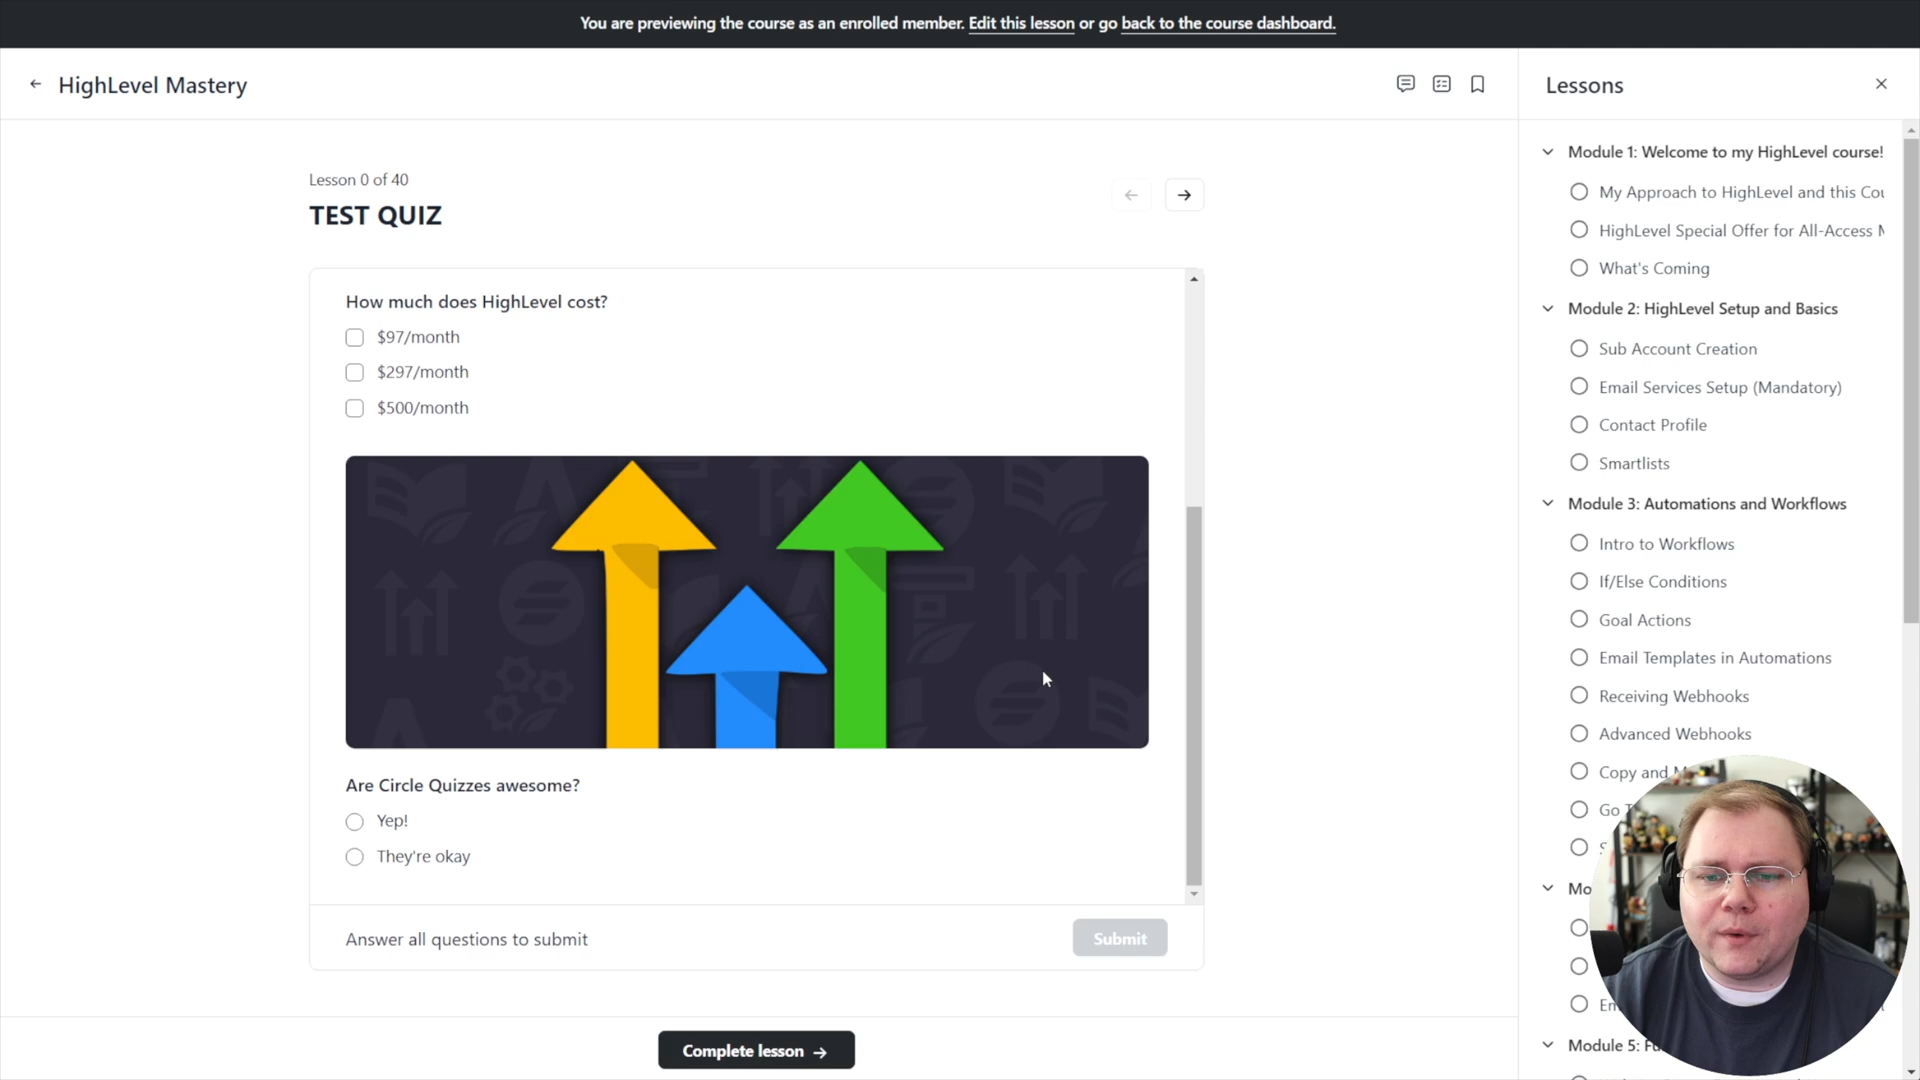 You are previewing the course as an enrolled member. Edit this lesson or go back to the course dashboard.
HighLevel Mastery
Lesson 0 of 40
TEST QUIZ
How much does HighLevel cost?
$97/month
$297/month
$500/month
Are Circle Quizzes awesome?
Yep!
They're okay
Answer all questions to submit
Submit
Complete lesson →
Lessons
Module 1: Welcome to my HighLevel course!
My Approach to HighLevel and this Cou
HighLevel Special Offer for All-Access
What's Coming
Module 2: HighLevel Setup and Basics
Sub Account Creation
Email Services Setup (Mandatory)
Contact Profile
Smartlists
Module 3: Automations and Workflows
Intro to Workflows
If/Else Conditions
Goal Actions
Email Templates in Automations
Receiving Webhooks
Advanced Webhooks
Copy and
Go
Mo
Em
Module 5: